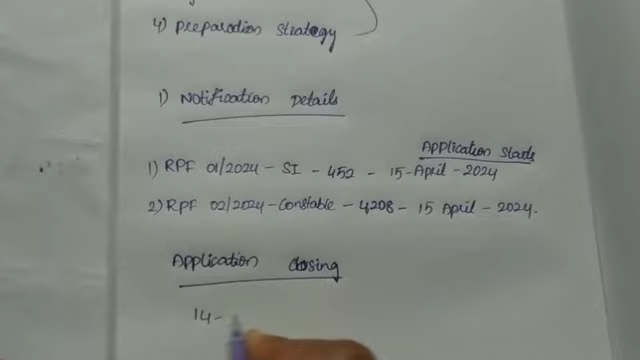 4) Preparation Strategy
1) Notification Details
Application Starts
1) RPF 01/2024 - SI - 452 - 15-April-2024
2) RPF 02/2024 - Constable - 4208 - 15 April - 2024.
Application Closing
14-